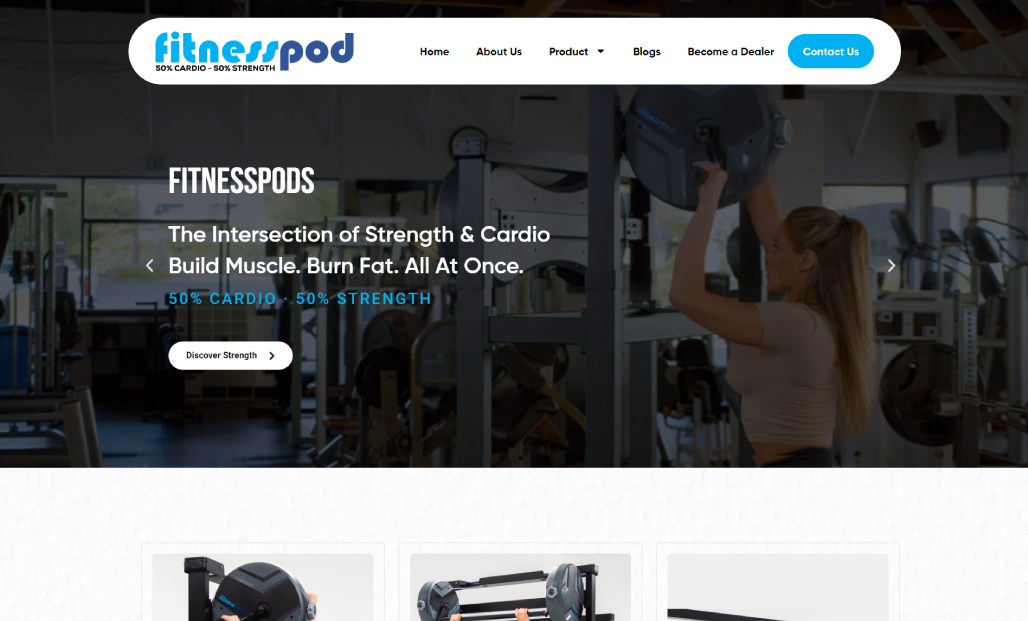 fitnesspod
50% CARDIO - 50% STRENGTH
Home
About Us
Product
Blogs
Become a Dealer
Contact Us
FITNESSPODS
The Intersection of Strength & Cardio
Build Muscle. Burn Fat. All At Once.
50% CARDIO · 50% STRENGTH
Discover Strength